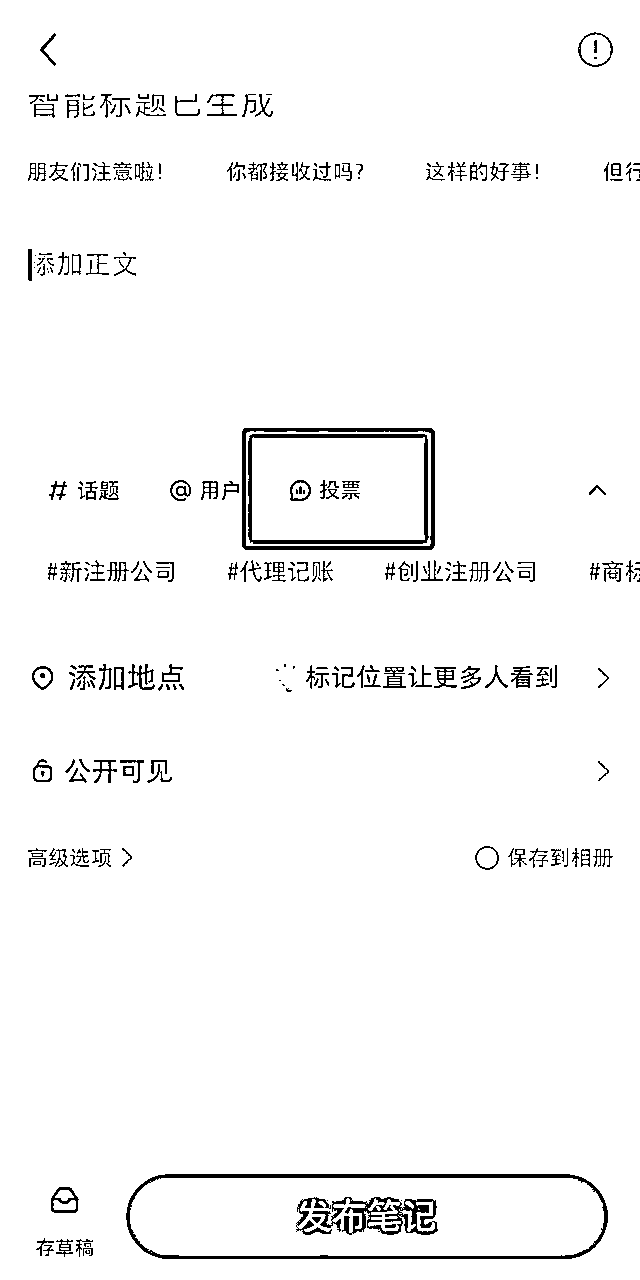 智能标题已生成
朋友们注意啦！ 你都接收过吗？ 这样的好事！ 但行
添加正文
# 话题 @ 用户 投票
#新注册公司 #代理记账 #创业注册公司 #商标
添加地点 标记位置让更多人看到
公开可见
高级选项 保存到相册
存草稿 发布笔记